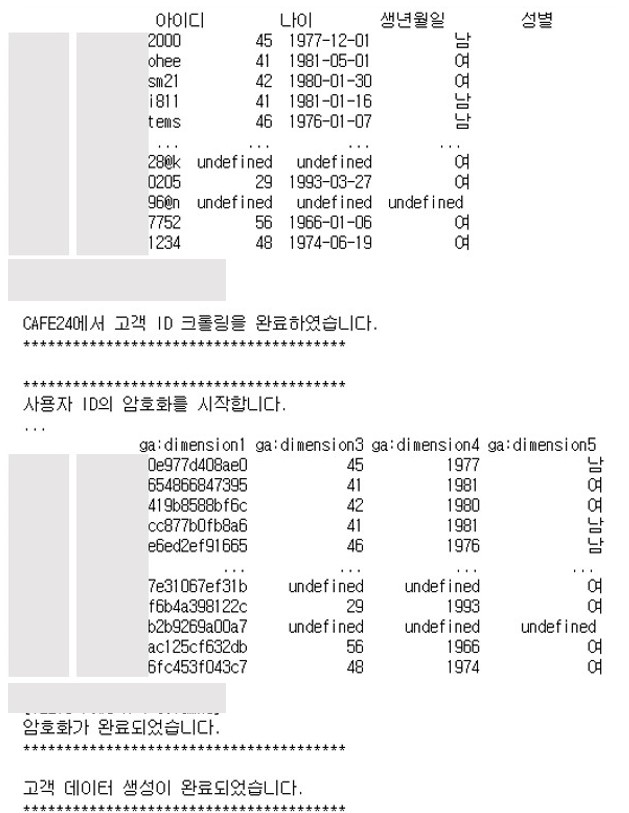 아이디 나이 생년월일 성별
2000 45 1977-12-01 남
ohee 41 1981-05-01 여
sm21 42 1980-01-30 여
i811 41 1981-01-16 남
tems 46 1976-01-07 남
... ... ... ...
28@k undefined undefined 여
0205 29 1993-03-27 여
96@n undefined undefined undefined
7752 56 1966-01-06 여
1234 48 1974-06-19 여
CAFE24에서 고객 ID 크롤링을 완료하였습니다.
***************************************
***************************************
사용자 ID의 암호화를 시작합니다.
...
ga:dimension1 ga:dimension3 ga:dimension4 ga:dimension5
0e977d408ae0 45 1977 남
654866847395 41 1981 여
419b8588bf6c 42 1980 여
cc877b0fb8a6 41 1981 남
e6ed2ef91665 46 1976 남
... ... ... ...
7e31067ef31b undefined undefined 여
f6b4a398122c 29 1993 여
b2b9269a00a7 undefined undefined undefined
ac125cf632db 56 1966 여
6fc453f043c7 48 1974 여
암호화가 완료되었습니다.
***************************************
고객 데이터 생성이 완료되었습니다.
***************************************